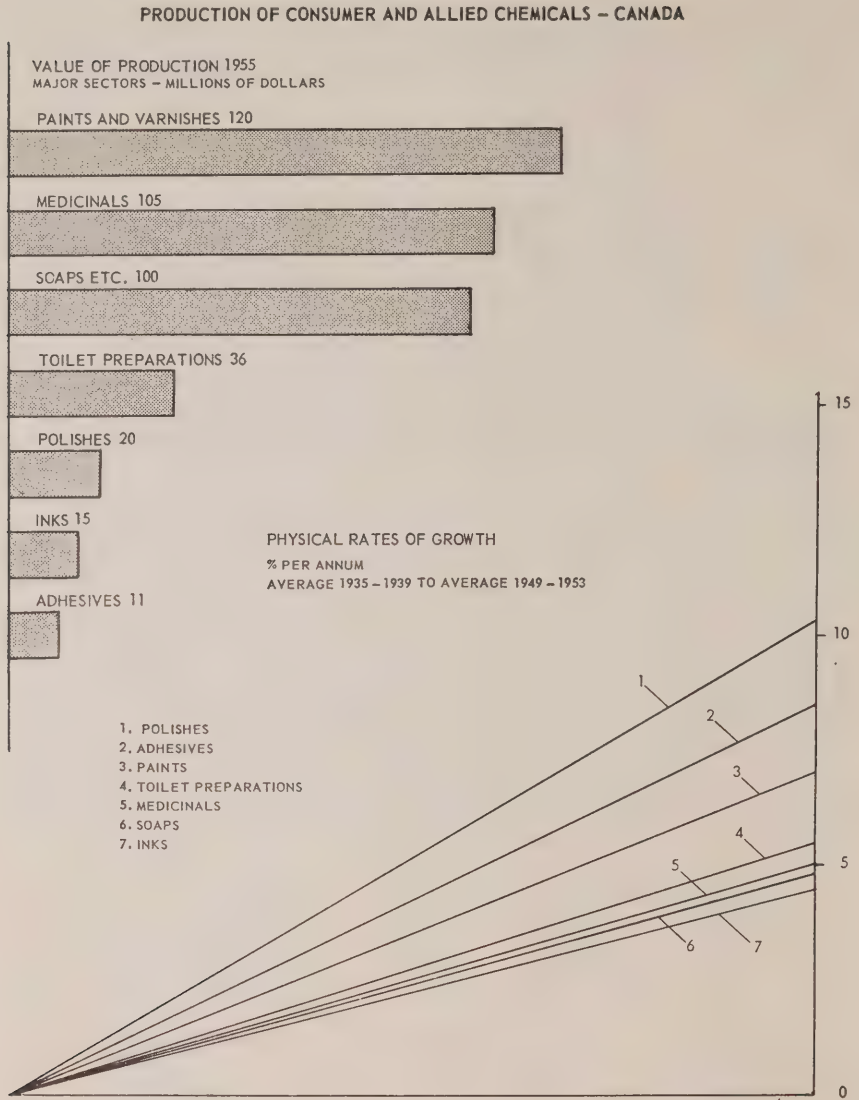 PRODUCTION OF CONSUMER AND ALLIED CHEMICALS – CANADA
VALUE OF PRODUCTION 1955
MAJOR SECTORS – MILLIONS OF DOLLARS
PAINTS AND VARNISHES 120
MEDICINALS 105
SCAPS ETC. 100
TOILET PREPARATIONS 36
POLISHES 20
INKS 15
ADHESIVES 11
PHYSICAL RATES OF GROWTH
% PER ANNUM
AVERAGE 1935 – 1939 TO AVERAGE 1949 – 1953
1. POLISHES
2. ADHESIVES
3. PAINTS
4. TOILET PREPARATIONS
5. MEDICINALS
6. SOAPS
7. INKS
15
10
5
0
1
2
3
4
5
6
7